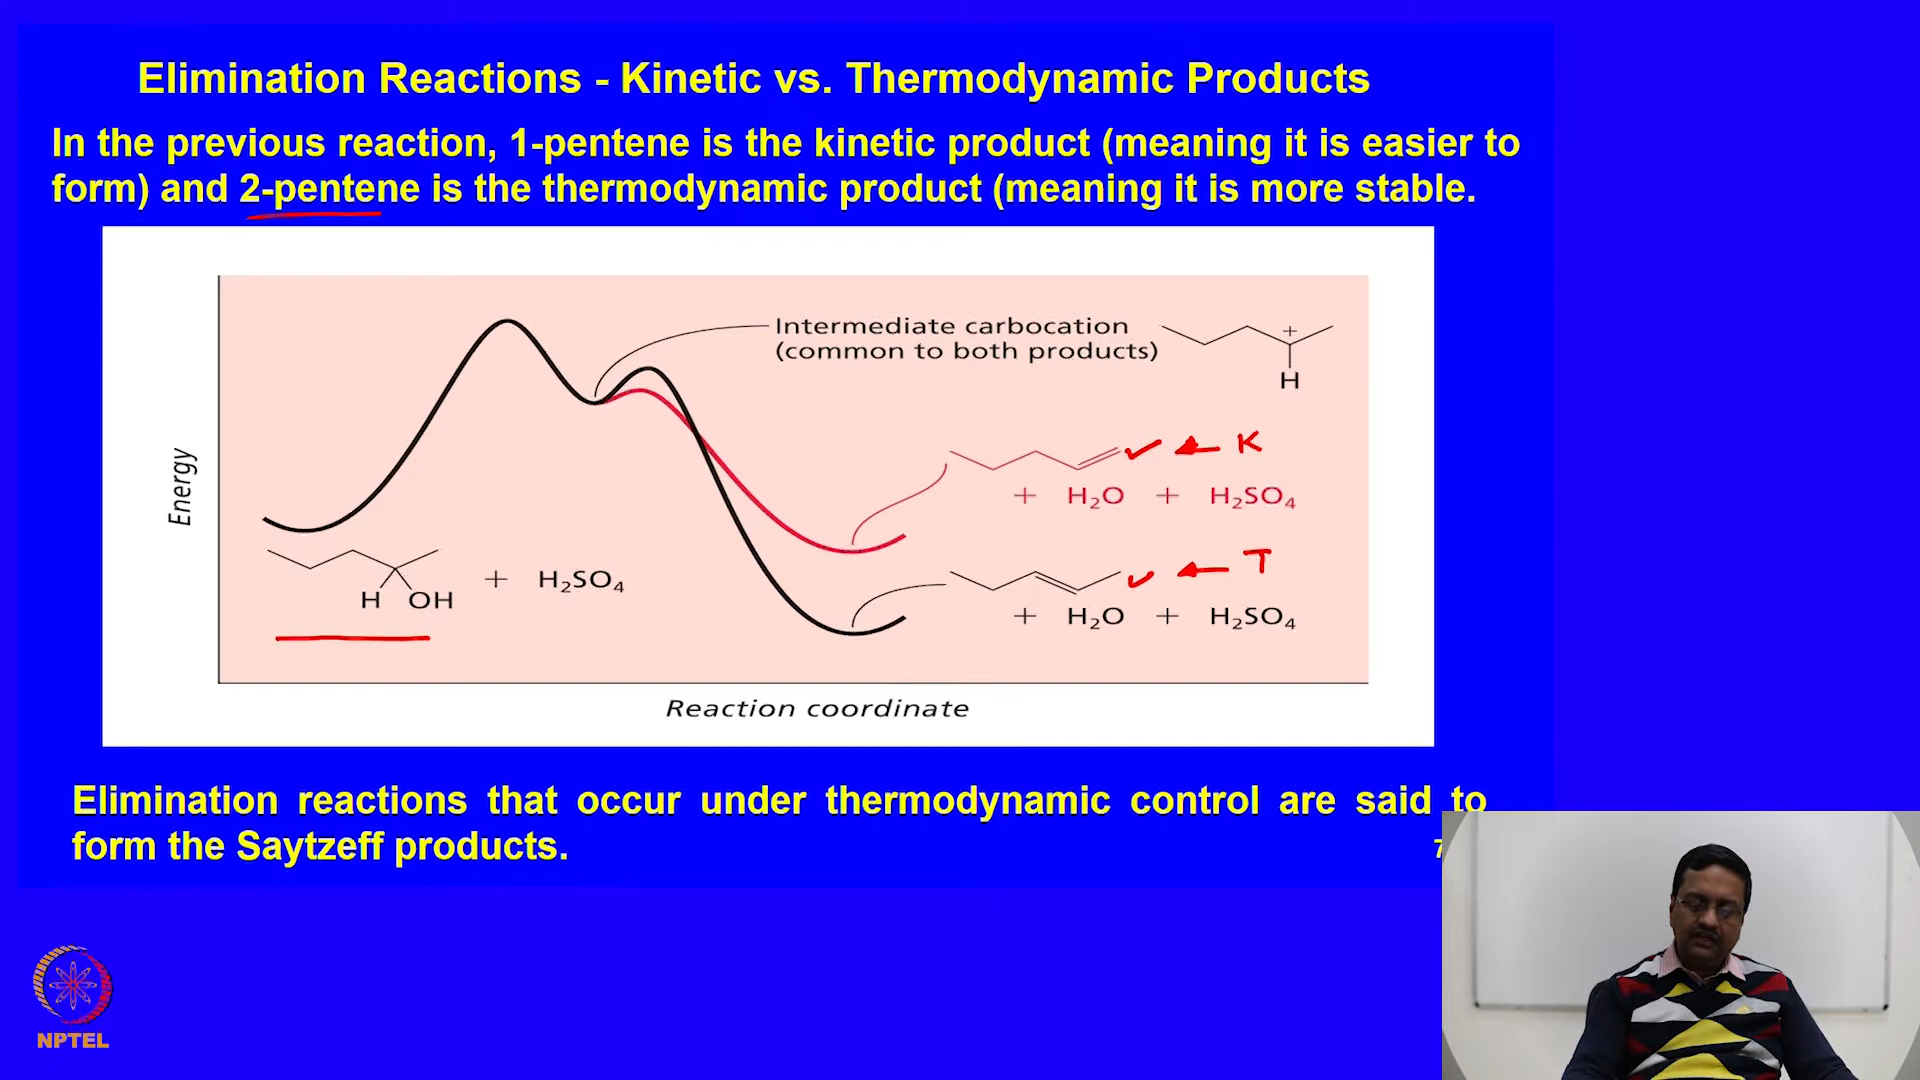 Elimination Reactions - Kinetic vs. Thermodynamic Products
In the previous reaction, 1-pentene is the kinetic product (meaning it is easier to
form) and 2-pentene is the thermodynamic product (meaning it is more stable.
Intermediate carbocation
(common to both products)
+
H
Energy
K
+ H₂O + H₂SO₄
T
H OH + H₂SO₄
+ H₂O + H₂SO₄
Reaction coordinate
Elimination reactions that occur under thermodynamic control are said to
form the Saytzeff products.
7
NPTEL